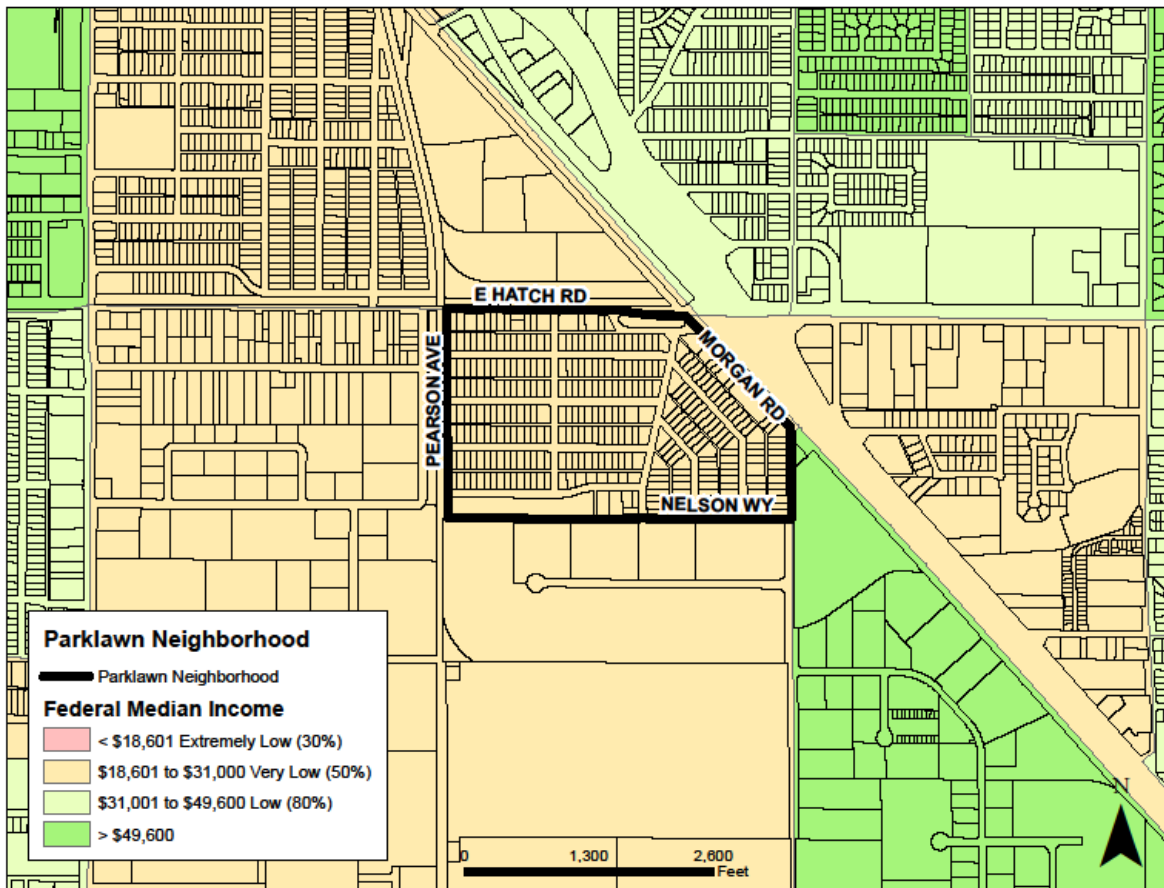 E HATCH RD
MORGAN RD
PEARSON AVE
NELSON WY
Parklawn Neighborhood
Parklawn Neighborhood
Federal Median Income
< $18,601 Extremely Low (30%)
$18,601 to $31,000 Very Low (50%)
$31,001 to $49,600 Low (80%)
> $49,600
N
0 1,300 2,600
Feet